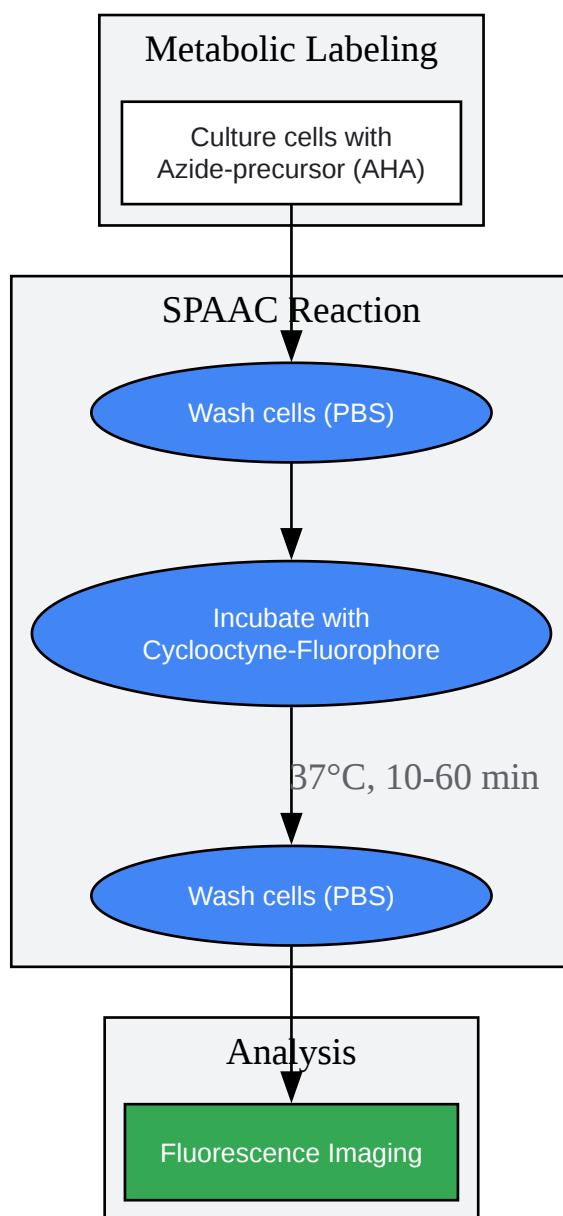 Metabolic Labeling
Culture cells with
Azide-precursor (AHA)
SPAAC Reaction
Wash cells (PBS)
Incubate with
Cyclooctyne-Fluorophore
37°C, 10-60 min
Wash cells (PBS)
Analysis
Fluorescence Imaging